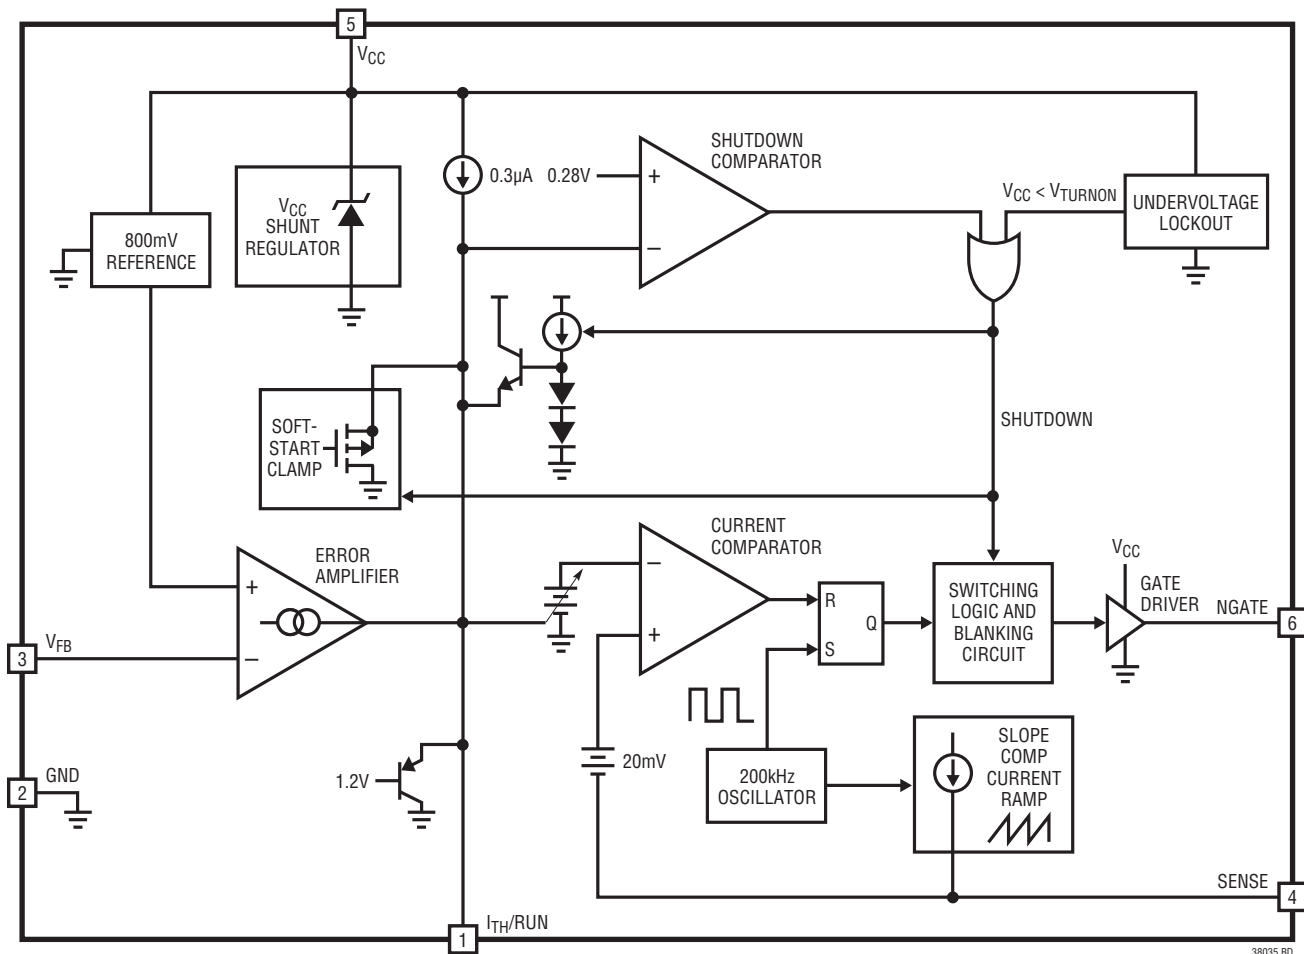 5
VCC
SHUTDOWN
COMPARATOR
0.3µA
0.28V
+
–
VCC < VTURNON
UNDERVOLTAGE
LOCKOUT
VCC
SHUNT
REGULATOR
800mV
REFERENCE
SOFT-
START
CLAMP
SHUTDOWN
ERROR
AMPLIFIER
+
–
CURRENT
COMPARATOR
–
+
R
S
Q
SWITCHING
LOGIC AND
BLANKING
CIRCUIT
VCC
GATE
DRIVER
NGATE
6
3
VFB
2
GND
1.2V
20mV
200kHz
OSCILLATOR
SLOPE
COMP
CURRENT
RAMP
SENSE
4
1
ITH/RUN
38035 BD